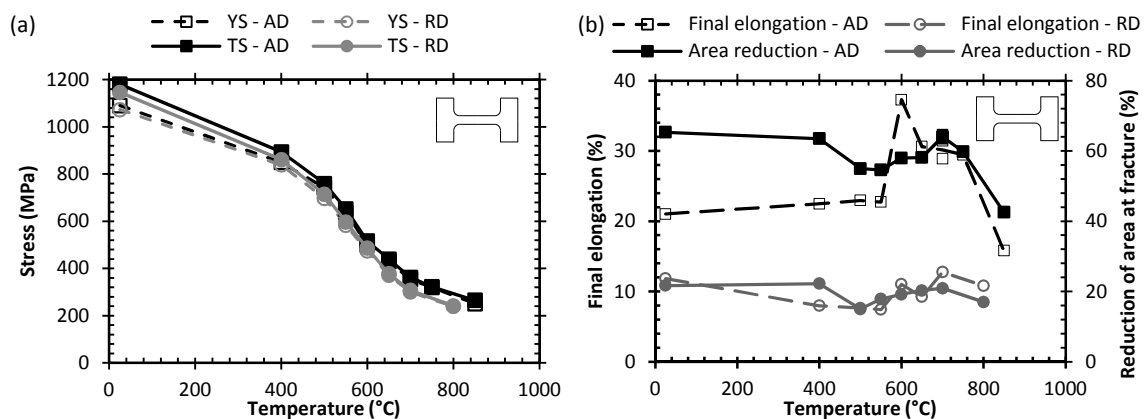 (a)
YS - AD
YS - RD
TS - AD
TS - RD
1200
1000
800
600
400
200
0
Stress (MPa)
0 200 400 600 800 1000
Temperature (°C)
(b)
Final elongation - AD
Final elongation - RD
Area reduction - AD
Area reduction - RD
40
30
20
10
0
Final elongation (%)
80
60
40
20
0
Reduction of area at fracture (%)
0 200 400 600 800 1000
Temperature (°C)